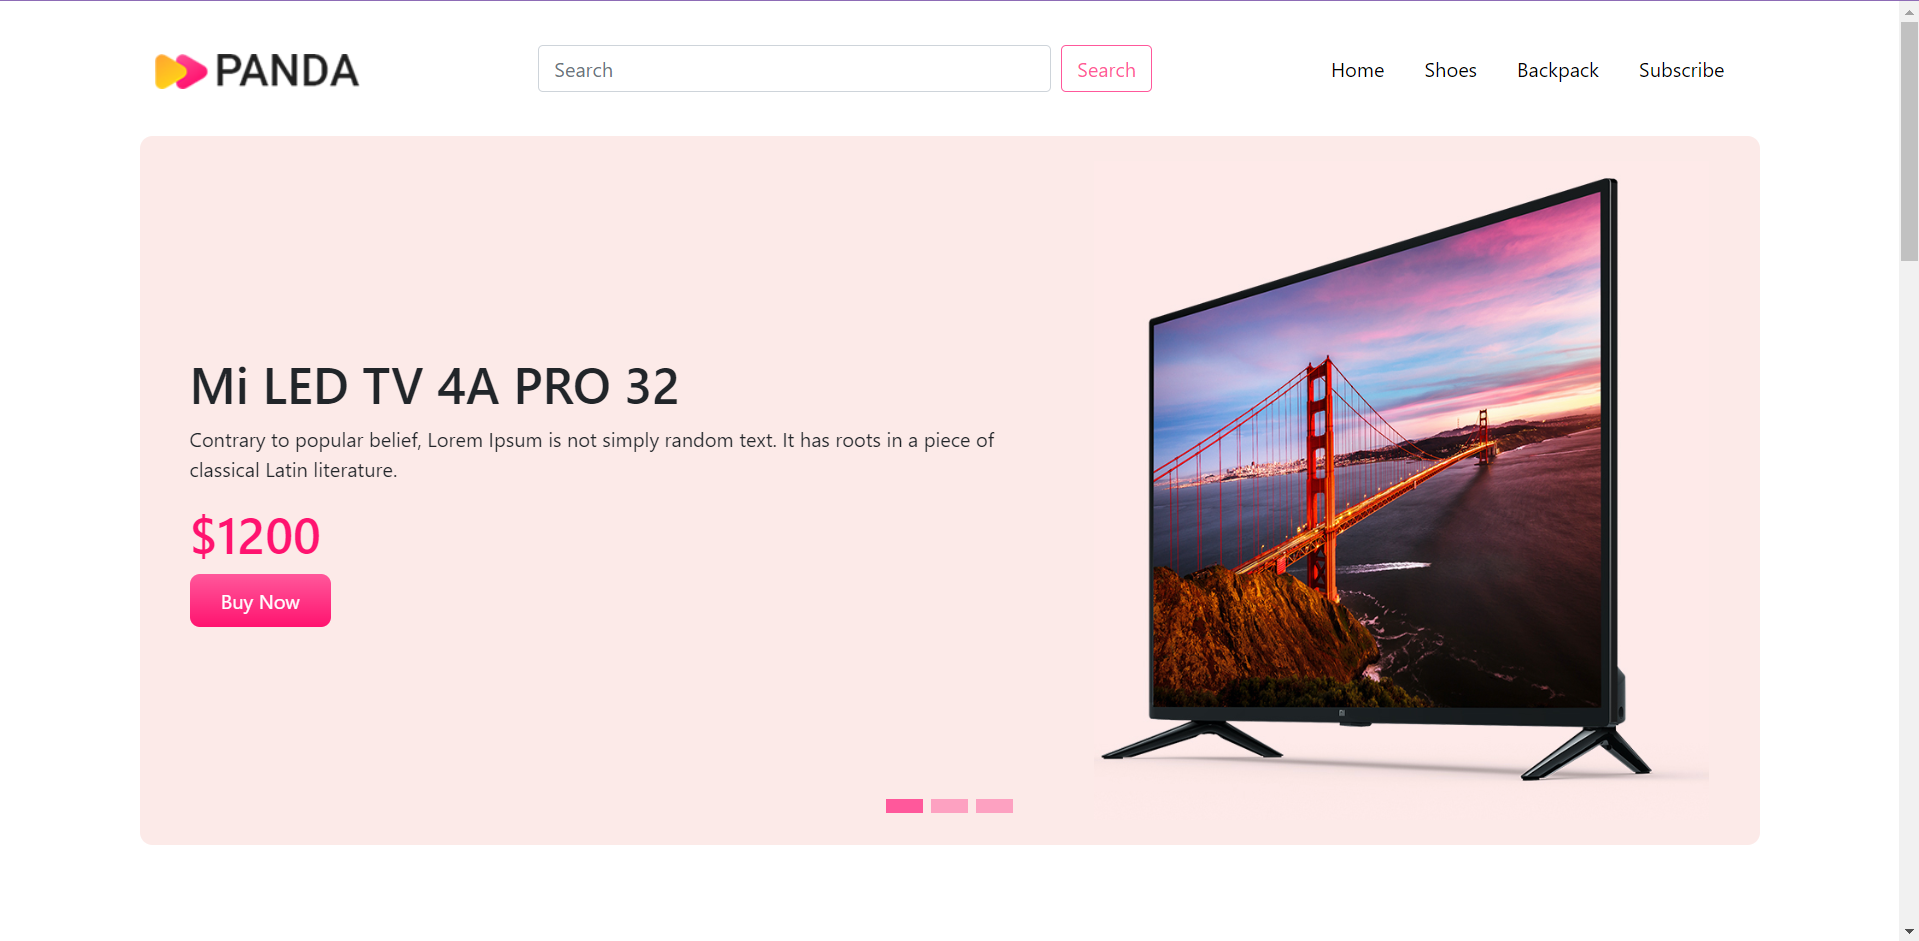 PANDA
Search
Search
Home
Shoes
Backpack
Subscribe
Mi LED TV 4A PRO 32
Contrary to popular belief, Lorem Ipsum is not simply random text. It has roots in a piece of
classical Latin literature.
$1200
Buy Now